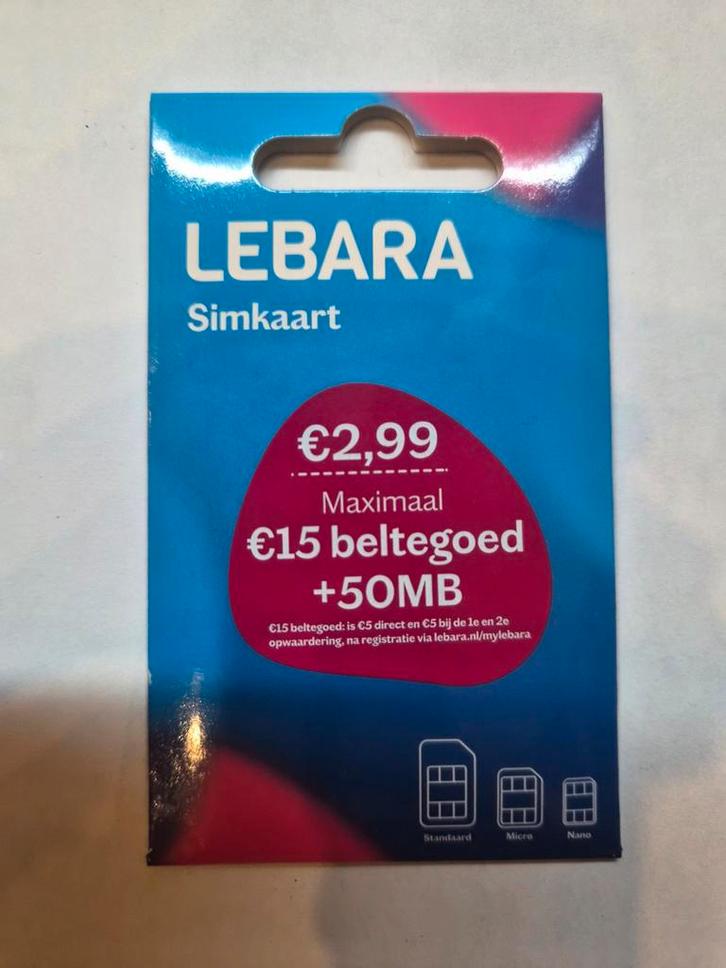 LEBARA
Simkaart
€2,99
Maximaal
€15 beltegoed
+50MB
€15 beltegoed: is €5 direct en €5 bij de 1e en 2e
opwaardering, na registratie via lebara.nl/mylebara
Standaard Micro Nano